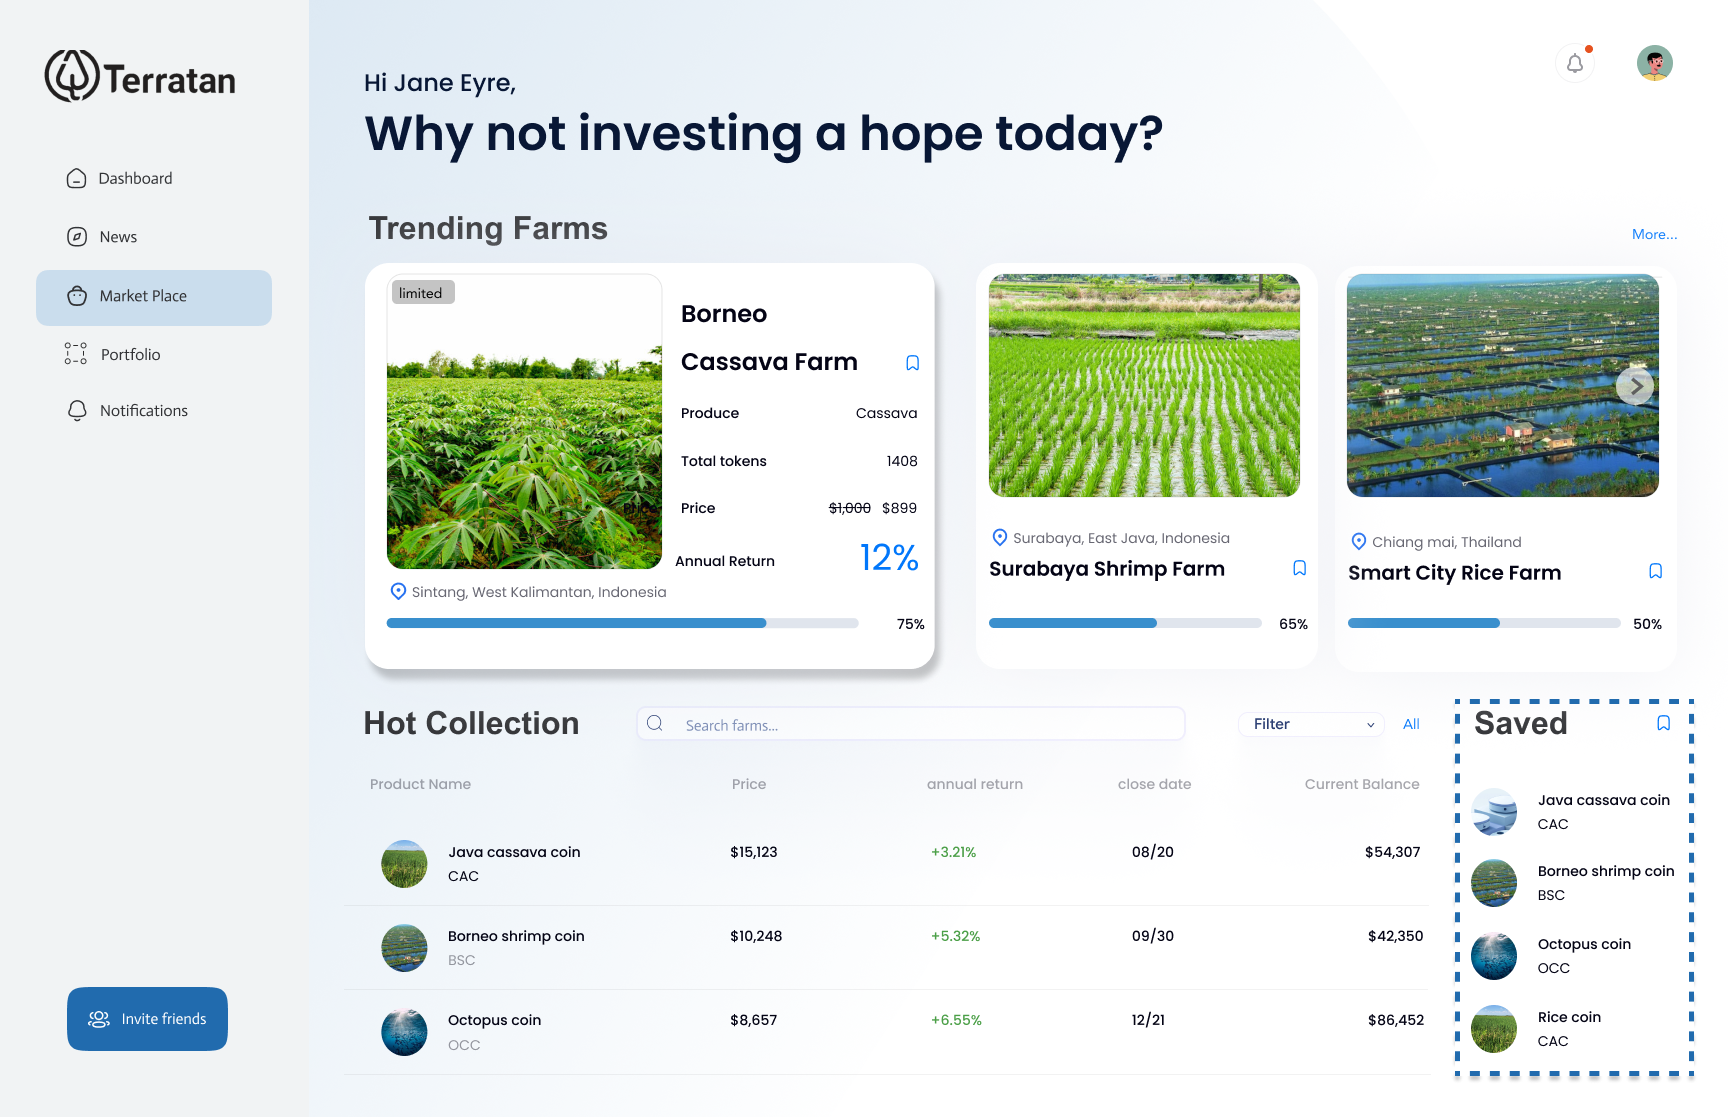 Terratan
Dashboard
News
Market Place
Portfolio
Notifications
Invite friends
Hi Jane Eyre,
Why not investing a hope today?
Trending Farms
More...
limited
Borneo
Cassava Farm
Produce Cassava
Total tokens 1408
Price
Price $1,000 $899
Annual Return 12%
Sintang, West Kalimantan, Indonesia
75%
Surabaya, East Java, Indonesia
Surabaya Shrimp Farm
65%
Chiang mai, Thailand
Smart City Rice Farm
50%
Hot Collection
Search farms...
Filter
All
Product Name Price annual return close date Current Balance
Java cassava coin $15,123 +3.21% 08/20 $54,307
CAC
Borneo shrimp coin $10,248 +5.32% 09/30 $42,350
BSC
Octopus coin $8,657 +6.55% 12/21 $86,452
OCC
Saved
Java cassava coin
CAC
Borneo shrimp coin
BSC
Octopus coin
OCC
Rice coin
CAC